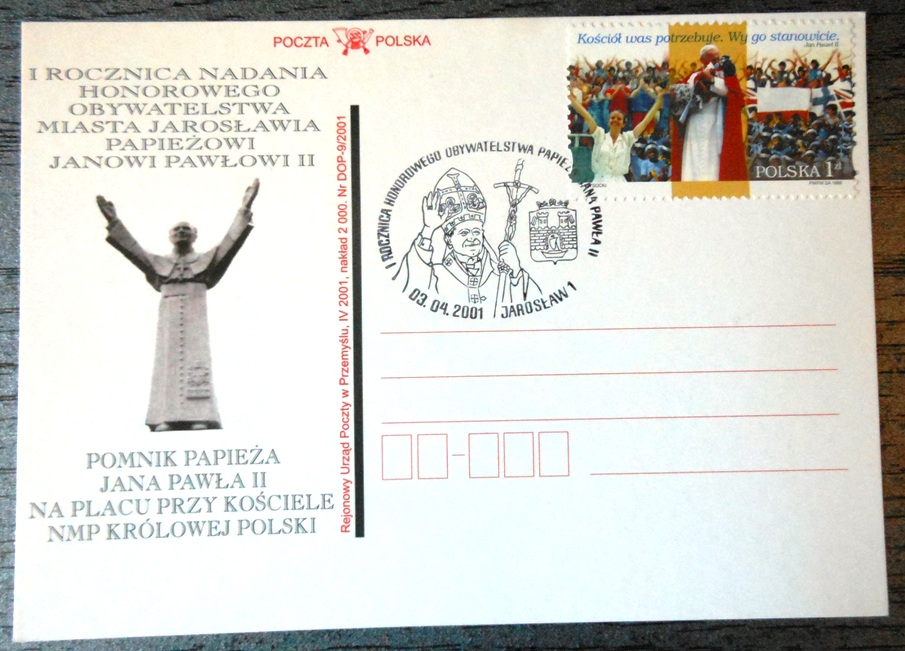 POCZTA POLSKA
I ROCZNICA NADANIA
HONOROWEGO
OBYWATELSTWA
MIASTA JAROSŁAWIA
PAPIEŻOWI
JANOWI PAWŁOWI II
POMNIK PAPIEŻA
JANA PAWŁA II
NA PLACU PRZY KOŚCIELE
NMP KRÓLOWEJ POLSKI
Rejonowy Urząd Poczty w Przemyślu, IV 2001, nakład 2 000. Nr DOP-9/2001
I ROCZNICA HONOROWEGO OBYWATELSTWA PAPIEŻA JANA PAWŁA II
03.04.2001 JAROSŁAW 1
Kościół was potrzebuje. Wy go stanowicie.
Jan Paweł II
POLSKA 1zł